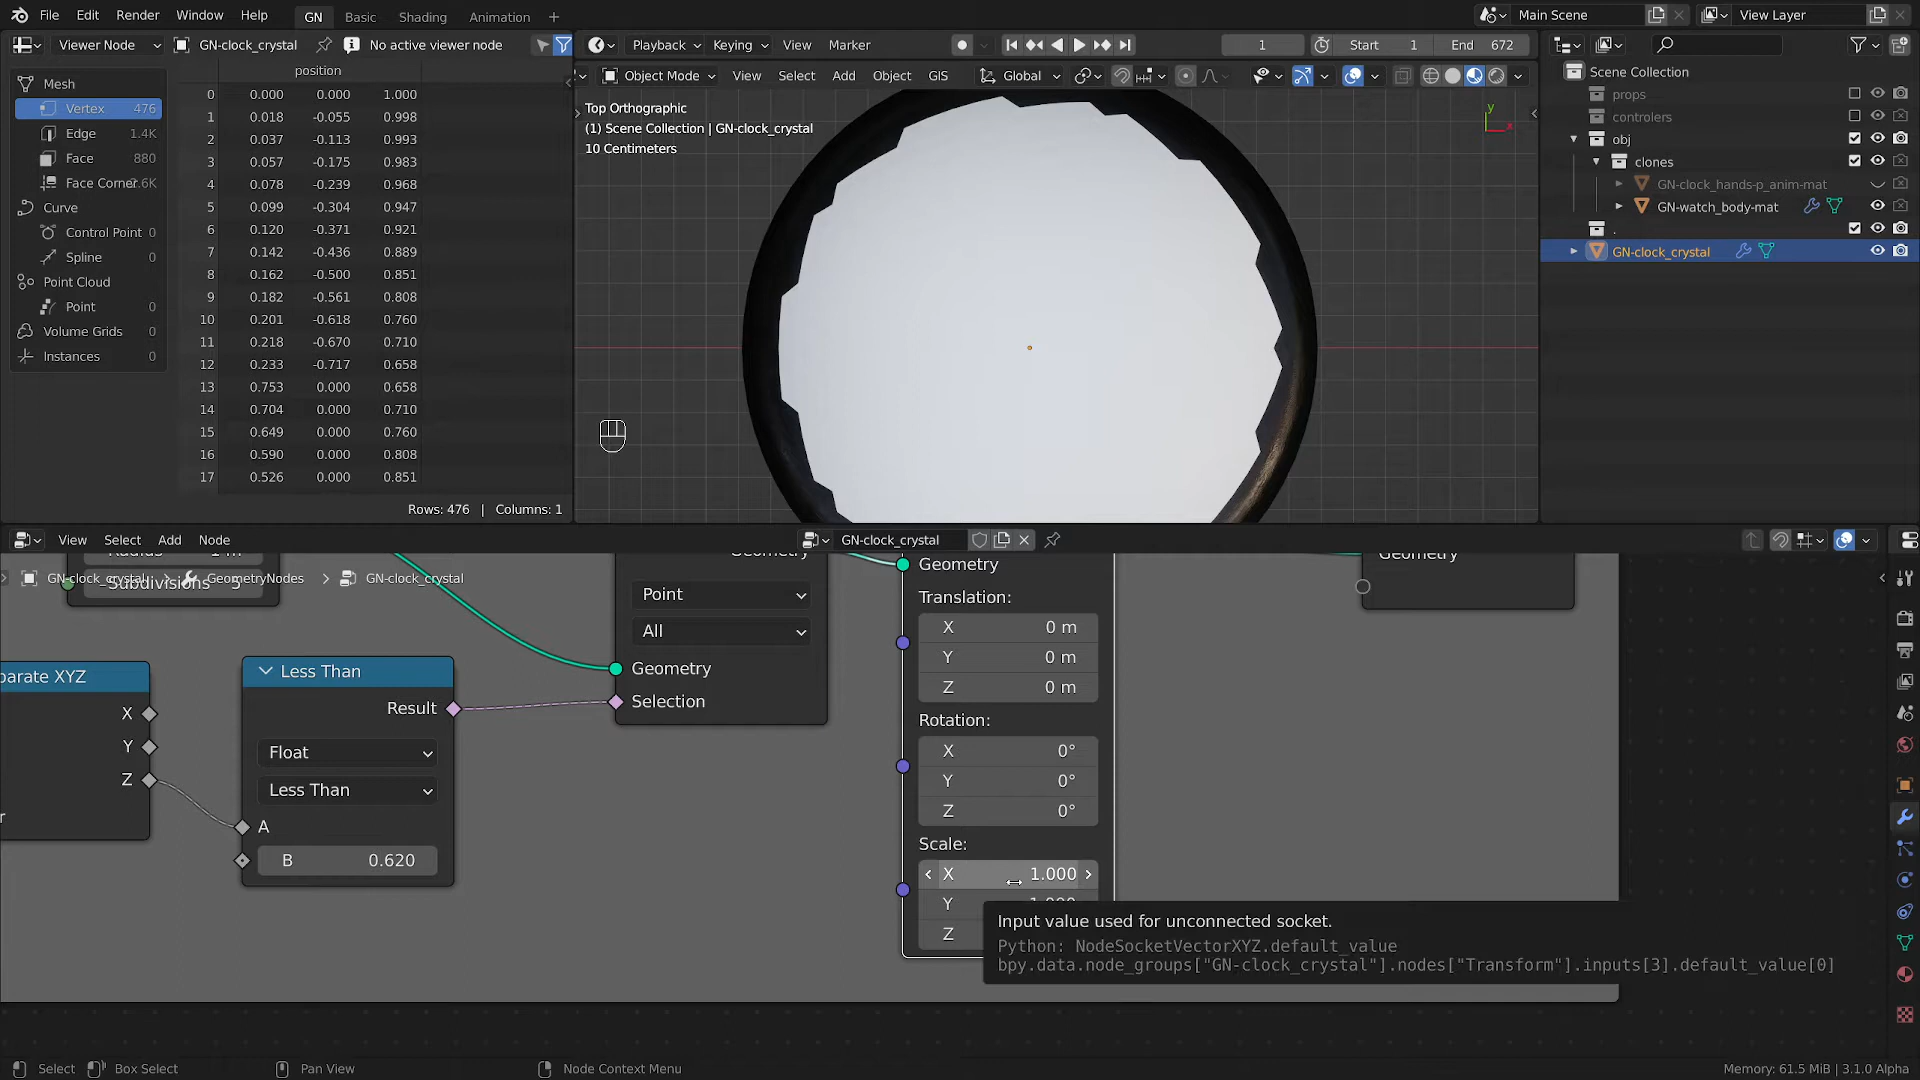 File Edit Render Window Help GN Basic Shading Animation + Main Scene View Layer
Viewer Node GN-clock_crystal No active viewer node
Playback Keying View Marker 1 Start 1 End 672
position
Mesh
Vertex 476
Edge 1.4K
Face 880
Face Corner 2.6K
Curve
Control Point 0
Spline 0
Point Cloud
Point 0
Volume Grids 0
Instances 0
0 0.000 0.000 1.000
1 0.018 -0.055 0.998
2 0.037 -0.113 0.993
3 0.057 -0.175 0.983
4 0.078 -0.239 0.968
5 0.099 -0.304 0.947
6 0.120 -0.371 0.921
7 0.142 -0.436 0.889
8 0.162 -0.500 0.851
9 0.182 -0.561 0.808
10 0.201 -0.618 0.760
11 0.218 -0.670 0.710
12 0.233 -0.717 0.658
13 0.753 0.000 0.658
14 0.704 0.000 0.710
15 0.649 0.000 0.760
16 0.590 0.000 0.808
17 0.526 0.000 0.851
Rows: 476 | Columns: 1
Object Mode View Select Add Object GIS Global
Top Orthographic
(1) Scene Collection | GN-clock_crystal
10 Centimeters
y
x
Scene Collection
props
controlers
obj
clones
GN-clock_hands-p_anim-mat
GN-watch_body-mat
.
GN-clock_crystal
View Select Add Node GN-clock_crystal
GN-clock_crystal > GeometryNodes > GN-clock_crystal
Radius 1 m
Subdivisions 5
Separate XYZ
X
Y
Z
Less Than
Result
Float
Less Than
A
B 0.620
Geometry
Point
All
Geometry
Selection
Geometry
Translation:
X 0 m
Y 0 m
Z 0 m
Rotation:
X 0°
Y 0°
Z 0°
Scale:
X 1.000
Y 1.000
Z
Geometry
Input value used for unconnected socket.
Python: NodeSocketVectorXYZ.default_value
bpy.data.node_groups["GN-clock_crystal"].nodes["Transform"].inputs[3].default_value[0]
Select Box Select Pan View Node Context Menu Memory: 61.5 MiB | 3.1.0 Alpha